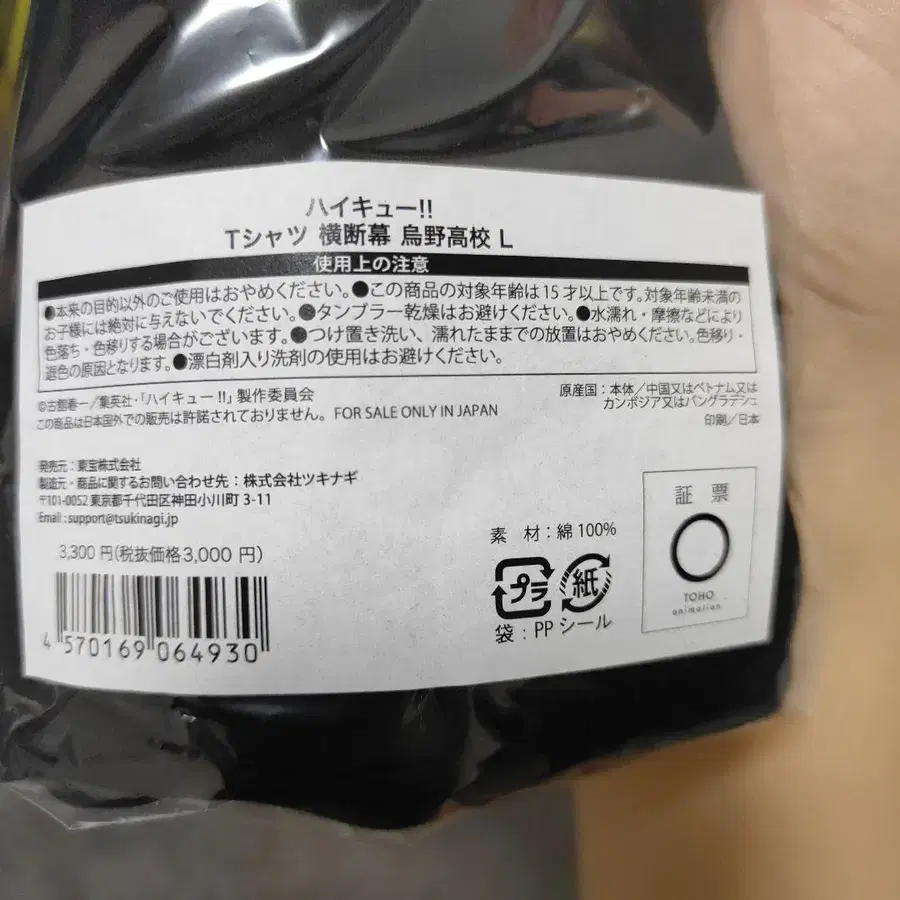 ハイキュー!!
Tシャツ 横断幕 烏野高校 L
使用上の注意
●本来の目的以外のご使用はおやめください。●この商品の対象年齢は15才以上です。対象年齢未満の
お子様には絶対に与えないでください。●タンブラー乾燥はお避けください。●水濡れ・摩擦などにより
色落ち・色移りする場合がございます。●つけ置き洗い、濡れたままでの放置はおやめください。色移り・
退色の原因となります。●漂白剤入り洗剤の使用はお避けください。
©古舘春一/集英社・「ハイキュー!!」製作委員会
この商品は日本国外での販売は許諾されておりません。FOR SALE ONLY IN JAPAN
原産国:本体/中国又はベトナム又は
カンボジア又はバングラデシュ
印刷/日本
発売元:東宝株式会社
製造元・商品に関するお問い合わせ先:株式会社ツキナギ
〒101-0052 東京都千代田区神田小川町 3-11
Email:support@tsukinagi.jp
3,300円(税抜価格3,000円)
4 570169 064930
素 材:綿100%
プラ
紙
袋:PP シール
証 票
TOHO
animation